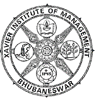 XAVIER INSTITUTE OF MANAGEMENT
BHUBANESWAR